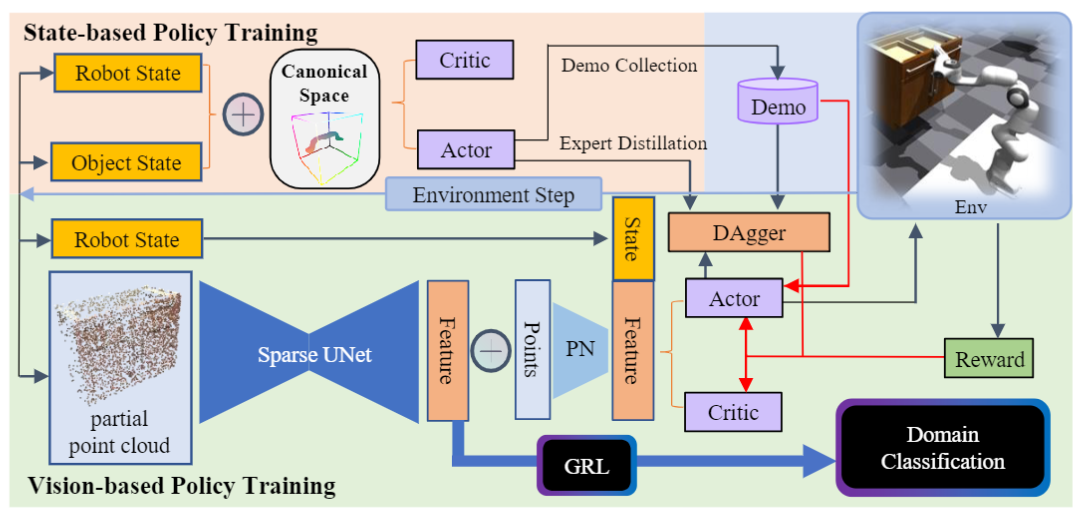 State-based Policy Training
Robot State
Object State
Canonical
Space
Critic
Actor
Demo Collection
Expert Distillation
Demo
Env
Environment Step
Robot State
State
DAgger
partial
point cloud
Sparse UNet
Feature
Points
PN
Feature
Actor
Critic
Reward
GRL
Domain
Classification
Vision-based Policy Training